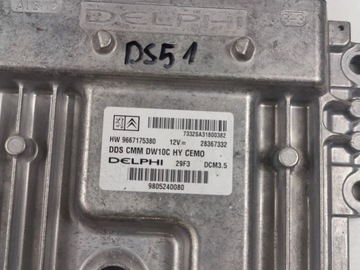 DELPHI
DS51
73325A31800382
HW 9667175380 12V= 28367332
DDS CMM DW10C HY CEMO
DELPHI 29F3 DCM3.5
9805240080